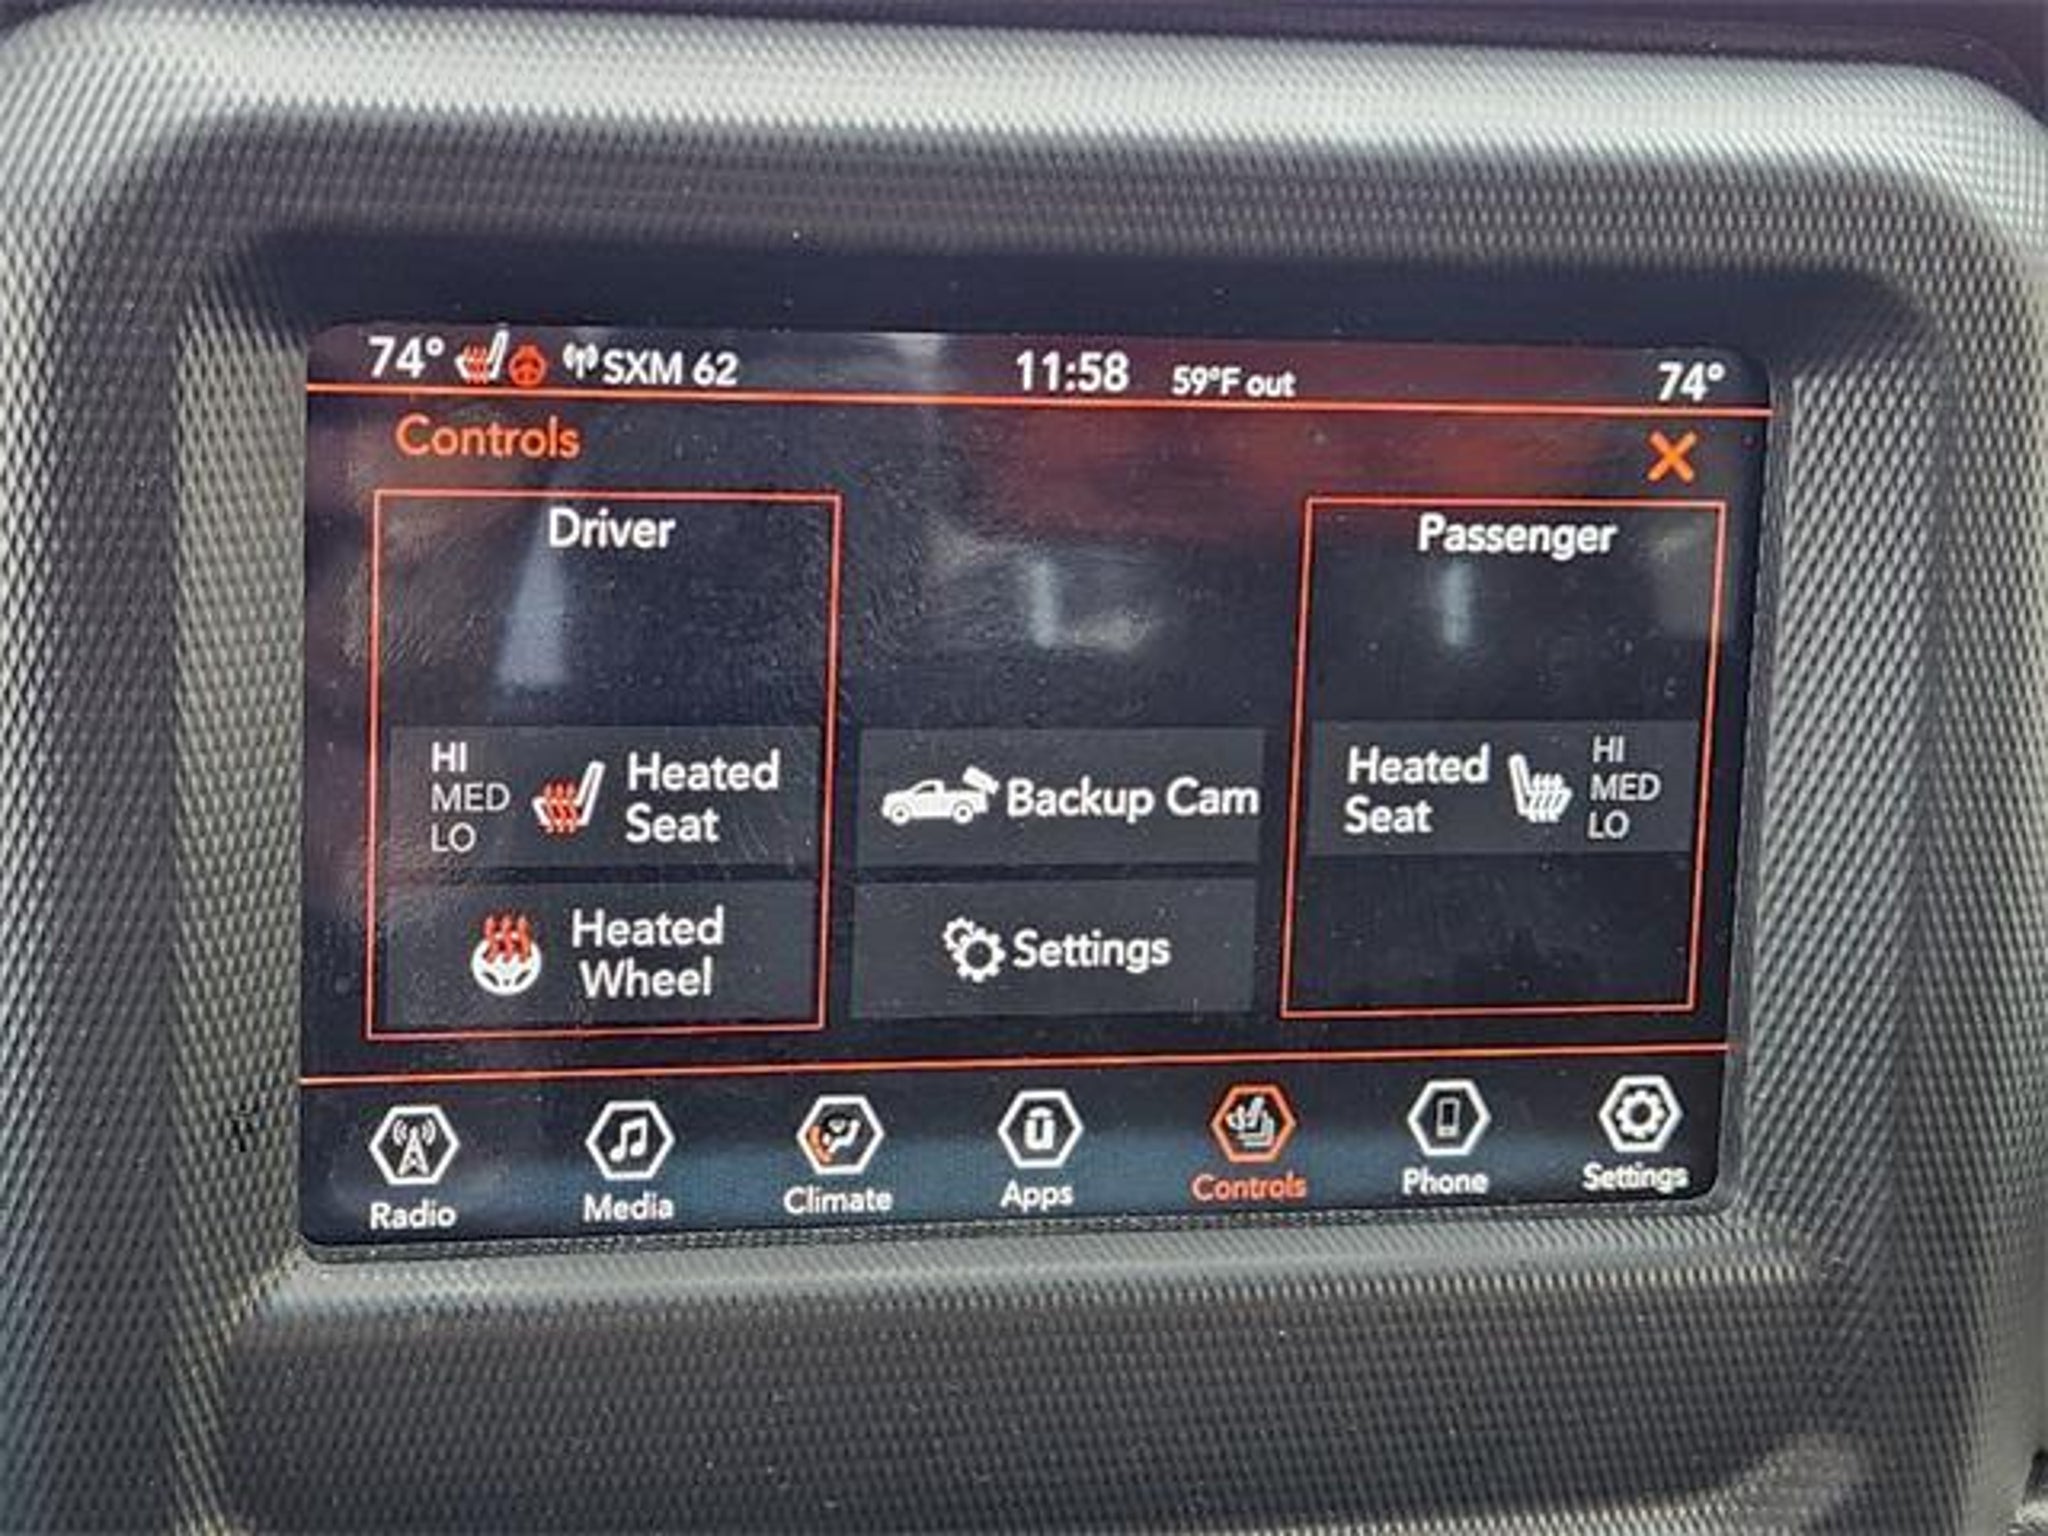 74° SXM 62 11:58 59°F out 74°
Controls
Driver
HI
MED
LO
Heated
Seat
Heated
Wheel
Backup Cam
Settings
Passenger
Heated
Seat
HI
MED
LO
Radio
Media
Climate
Apps
Controls
Phone
Settings